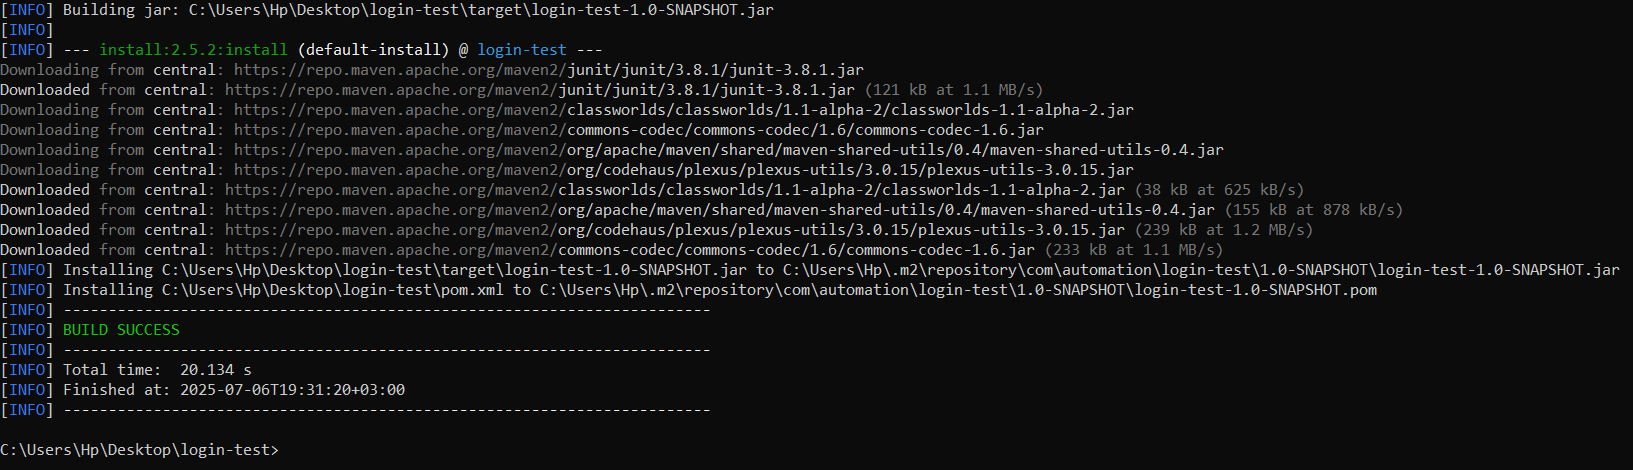 [INFO] Building jar: C:\Users\Hp\Desktop\login-test\target\login-test-1.0-SNAPSHOT.jar
[INFO]
[INFO] --- install:2.5.2:install (default-install) @ login-test ---
Downloading from central: https://repo.maven.apache.org/maven2/junit/junit/3.8.1/junit-3.8.1.jar
Downloaded from central: https://repo.maven.apache.org/maven2/junit/junit/3.8.1/junit-3.8.1.jar (121 kB at 1.1 MB/s)
Downloading from central: https://repo.maven.apache.org/maven2/classworlds/classworlds/1.1-alpha-2/classworlds-1.1-alpha-2.jar
Downloading from central: https://repo.maven.apache.org/maven2/commons-codec/commons-codec/1.6/commons-codec-1.6.jar
Downloading from central: https://repo.maven.apache.org/maven2/org/apache/maven/shared/maven-shared-utils/0.4/maven-shared-utils-0.4.jar
Downloading from central: https://repo.maven.apache.org/maven2/org/codehaus/plexus/plexus-utils/3.0.15/plexus-utils-3.0.15.jar
Downloaded from central: https://repo.maven.apache.org/maven2/classworlds/classworlds/1.1-alpha-2/classworlds-1.1-alpha-2.jar (38 kB at 625 kB/s)
Downloaded from central: https://repo.maven.apache.org/maven2/org/apache/maven/shared/maven-shared-utils/0.4/maven-shared-utils-0.4.jar (155 kB at 878 kB/s)
Downloaded from central: https://repo.maven.apache.org/maven2/org/codehaus/plexus/plexus-utils/3.0.15/plexus-utils-3.0.15.jar (239 kB at 1.2 MB/s)
Downloaded from central: https://repo.maven.apache.org/maven2/commons-codec/commons-codec/1.6/commons-codec-1.6.jar (233 kB at 1.1 MB/s)
[INFO] Installing C:\Users\Hp\Desktop\login-test\target\login-test-1.0-SNAPSHOT.jar to C:\Users\Hp\.m2\repository\com\automation\login-test\1.0-SNAPSHOT\login-test-1.0-SNAPSHOT.jar
[INFO] Installing C:\Users\Hp\Desktop\login-test\pom.xml to C:\Users\Hp\.m2\repository\com\automation\login-test\1.0-SNAPSHOT\login-test-1.0-SNAPSHOT.pom
[INFO] ------------------------------------------------------------------------
[INFO] BUILD SUCCESS
[INFO] ------------------------------------------------------------------------
[INFO] Total time:  20.134 s
[INFO] Finished at: 2025-07-06T19:31:20+03:00
[INFO] ------------------------------------------------------------------------
C:\Users\Hp\Desktop\login-test>